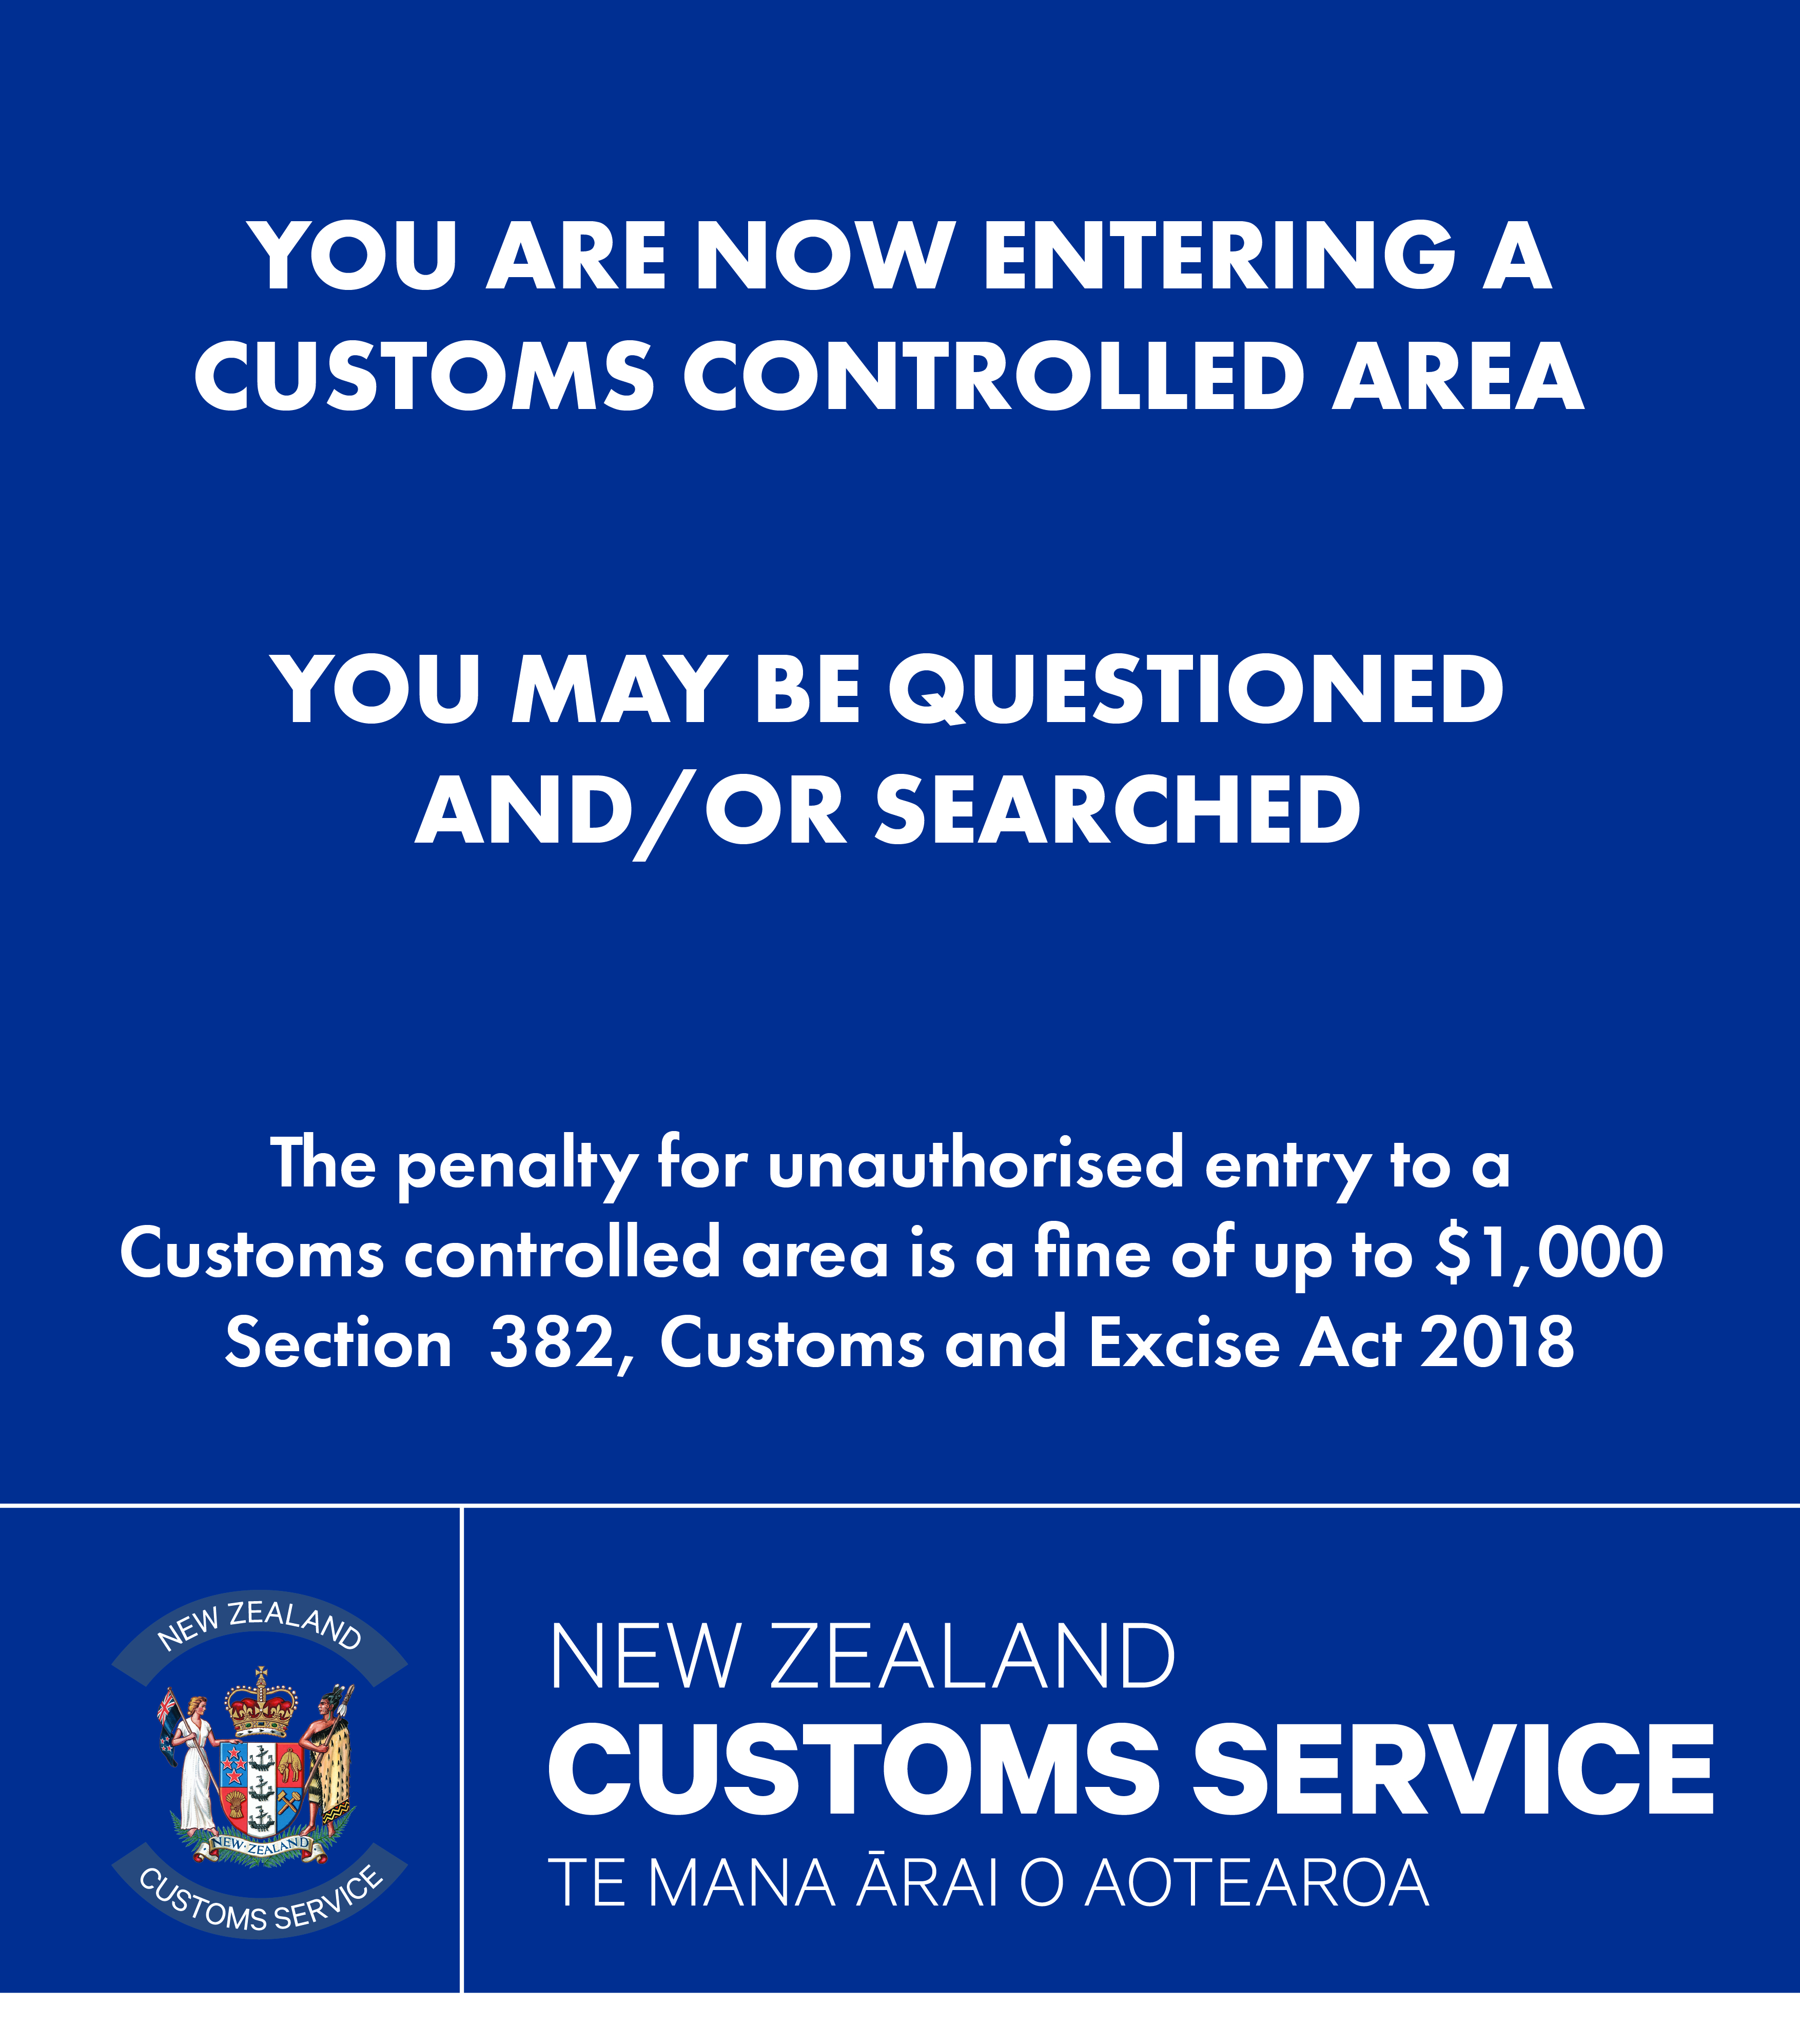 YOU ARE NOW ENTERING A
CUSTOMS CONTROLLED AREA
YOU MAY BE QUESTIONED
AND/OR SEARCHED
The penalty for unauthorised entry to a
Customs controlled area is a fine of up to $1,000
Section  382, Customs and Excise Act 2018
NEW ZEALAND
NEW·ZEALAND
CUSTOMS SERVICE
NEW ZEALAND
CUSTOMS SERVICE
TE MANA ĀRAI O AOTEAROA